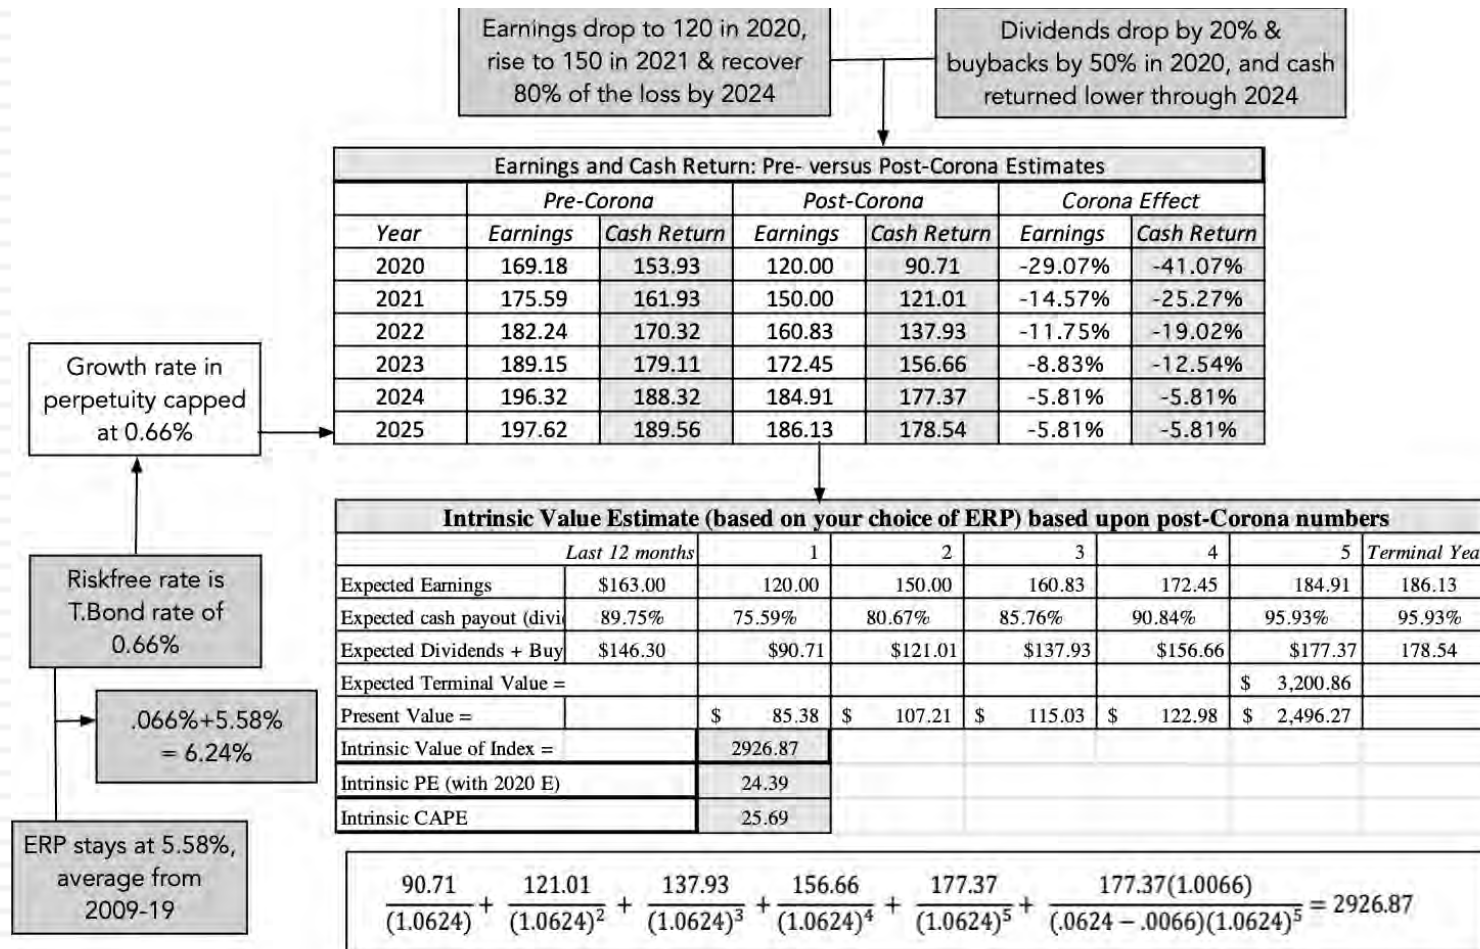 Earnings drop to 120 in 2020,
rise to 150 in 2021 & recover
80% of the loss by 2024
Dividends drop by 20% &
buybacks by 50% in 2020, and cash
returned lower through 2024
Earnings and Cash Return: Pre- versus Post-Corona Estimates
Pre-Corona Post-Corona Corona Effect
Year Earnings Cash Return Earnings Cash Return Earnings Cash Return
2020 169.18 153.93 120.00 90.71 -29.07% -41.07%
2021 175.59 161.93 150.00 121.01 -14.57% -25.27%
2022 182.24 170.32 160.83 137.93 -11.75% -19.02%
2023 189.15 179.11 172.45 156.66 -8.83% -12.54%
2024 196.32 188.32 184.91 177.37 -5.81% -5.81%
2025 197.62 189.56 186.13 178.54 -5.81% -5.81%
Growth rate in
perpetuity capped
at 0.66%
Riskfree rate is
T.Bond rate of
0.66%
.066%+5.58%
= 6.24%
ERP stays at 5.58%,
average from
2009-19
Intrinsic Value Estimate (based on your choice of ERP) based upon post-Corona numbers
Last 12 months 1 2 3 4 5 Terminal Yea
Expected Earnings $163.00 120.00 150.00 160.83 172.45 184.91 186.13
Expected cash payout (divi 89.75% 75.59% 80.67% 85.76% 90.84% 95.93% 95.93%
Expected Dividends + Buy $146.30 $90.71 $121.01 $137.93 $156.66 $177.37 178.54
Expected Terminal Value = $ 3,200.86
Present Value = $ 85.38 $ 107.21 $ 115.03 $ 122.98 $ 2,496.27
Intrinsic Value of Index = 2926.87
Intrinsic PE (with 2020 E) 24.39
Intrinsic CAPE 25.69
90.71/(1.0624) + 121.01/(1.0624)² + 137.93/(1.0624)³ + 156.66/(1.0624)⁴ + 177.37/(1.0624)⁵ + 177.37(1.0066)/(.0624 − .0066)(1.0624)⁵ = 2926.87